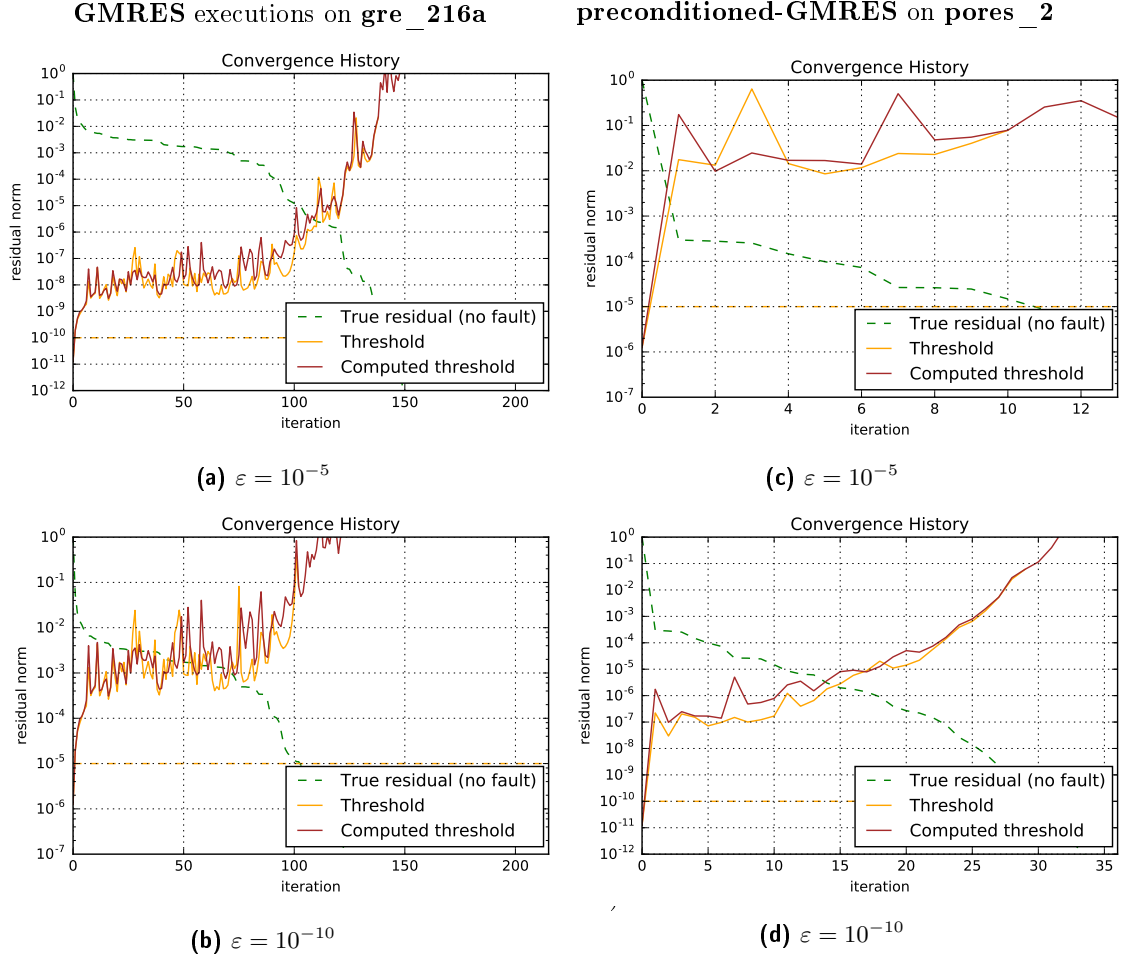 GMRES executions on gre_216a
preconditioned-GMRES on pores_2
Convergence History
residual norm
10^0
10^-1
10^-2
10^-3
10^-4
10^-5
10^-6
10^-7
10^-8
10^-9
10^-10
10^-11
10^-12
True residual (no fault)
Threshold
Computed threshold
0 50 100 150 200
iteration
(a) ε = 10^-5
Convergence History
residual norm
10^0
10^-1
10^-2
10^-3
10^-4
10^-5
10^-6
10^-7
True residual (no fault)
Threshold
Computed threshold
0 2 4 6 8 10 12
iteration
(c) ε = 10^-5
Convergence History
residual norm
10^0
10^-1
10^-2
10^-3
10^-4
10^-5
10^-6
10^-7
True residual (no fault)
Threshold
Computed threshold
0 50 100 150 200
iteration
(b) ε = 10^-10
Convergence History
residual norm
10^0
10^-1
10^-2
10^-3
10^-4
10^-5
10^-6
10^-7
10^-8
10^-9
10^-10
10^-11
10^-12
True residual (no fault)
Threshold
Computed threshold
0 5 10 15 20 25 30 35
iteration
(d) ε = 10^-10